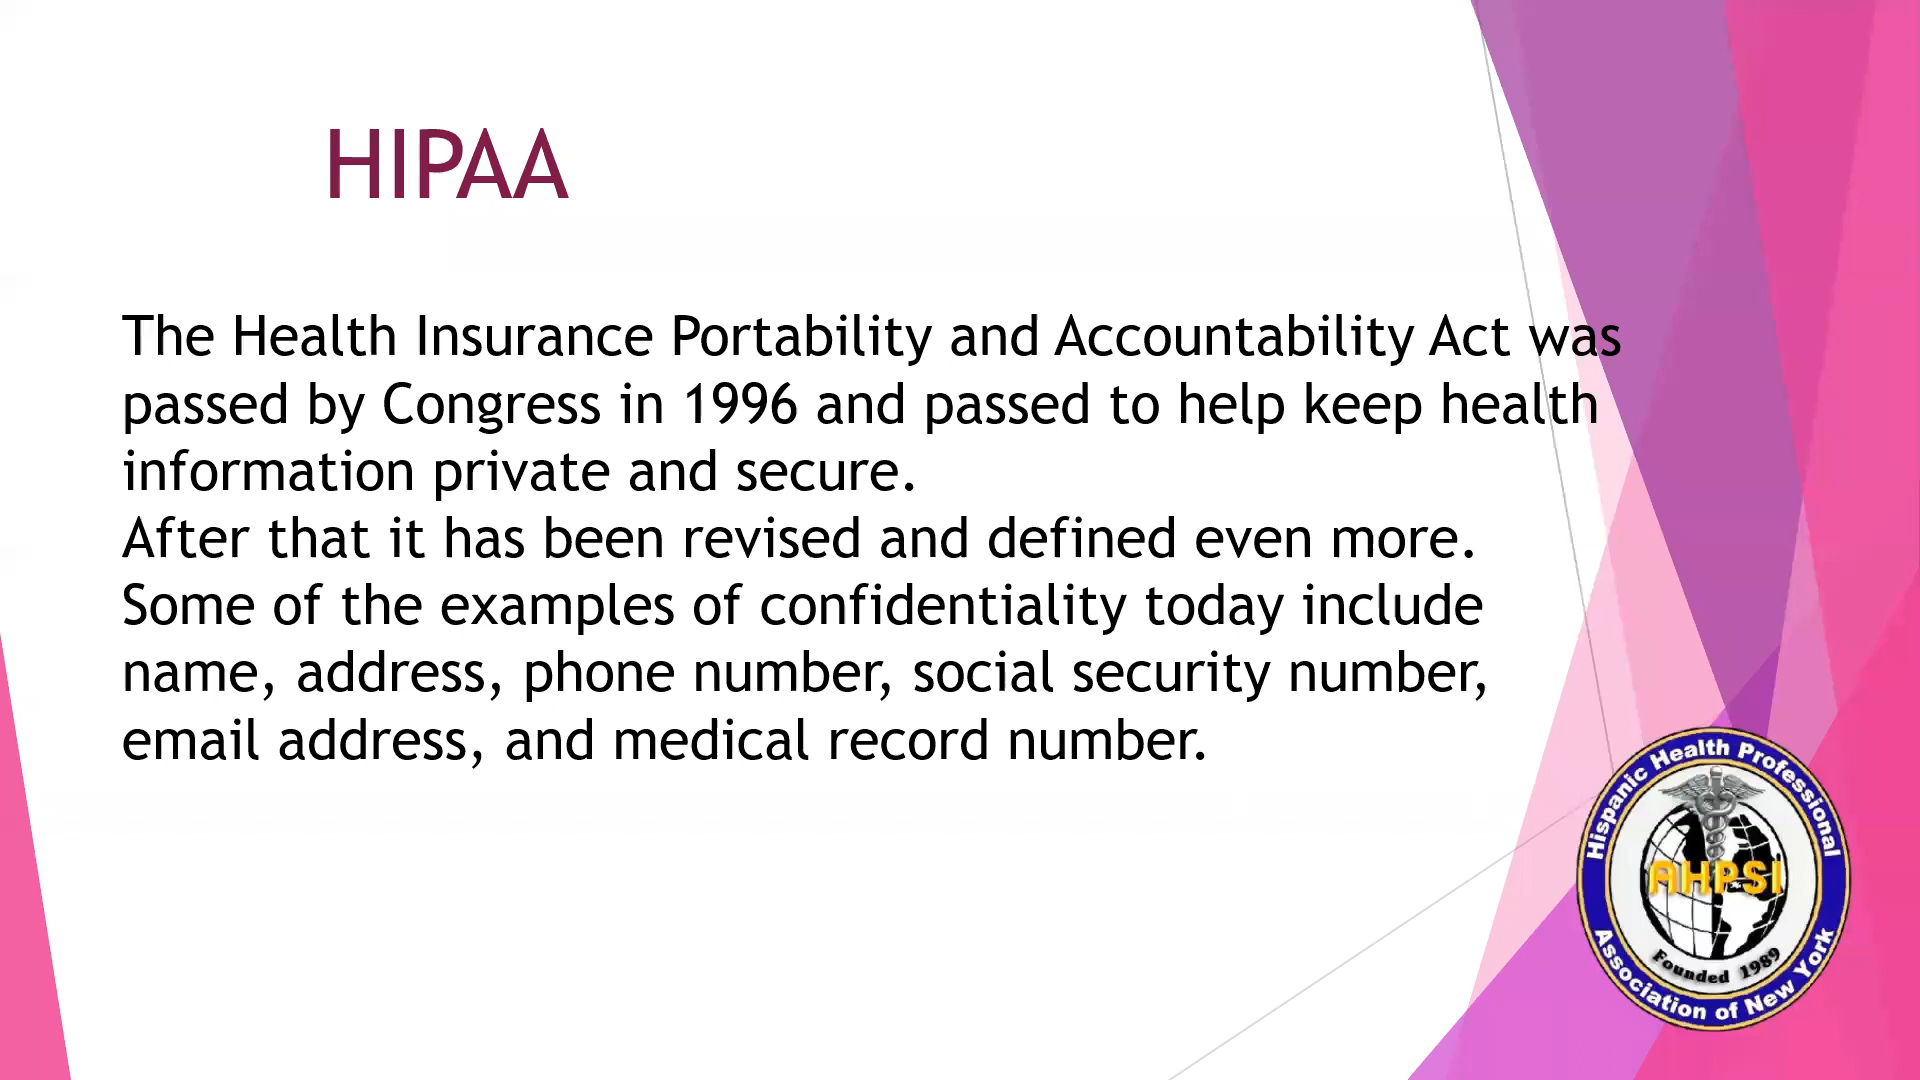 HIPAA
The Health Insurance Portability and Accountability Act was
passed by Congress in 1996 and passed to help keep health
information private and secure.
After that it has been revised and defined even more.
Some of the examples of confidentiality today include
name, address, phone number, social security number,
email address, and medical record number.
Hispanic Health Professional
AHPSI
Founded 1989
Association of New York